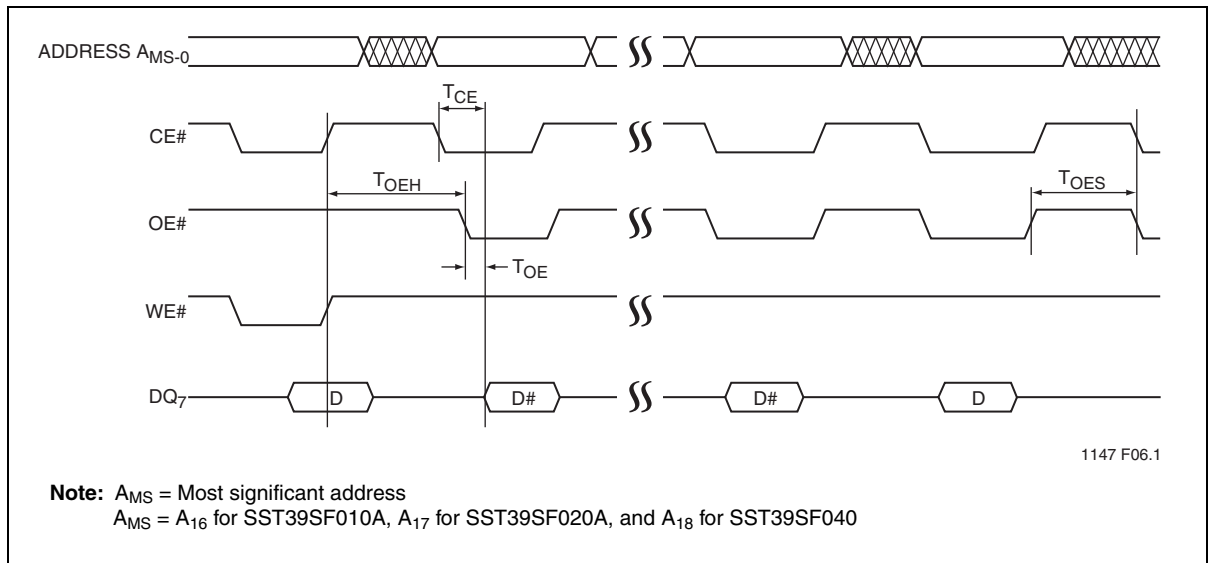 ADDRESS AMS-0
TCE
CE#
TOEH
TOES
OE#
TOE
WE#
DQ7
D
D#
D#
D
1147 F06.1
Note: AMS = Most significant address
AMS = A16 for SST39SF010A, A17 for SST39SF020A, and A18 for SST39SF040